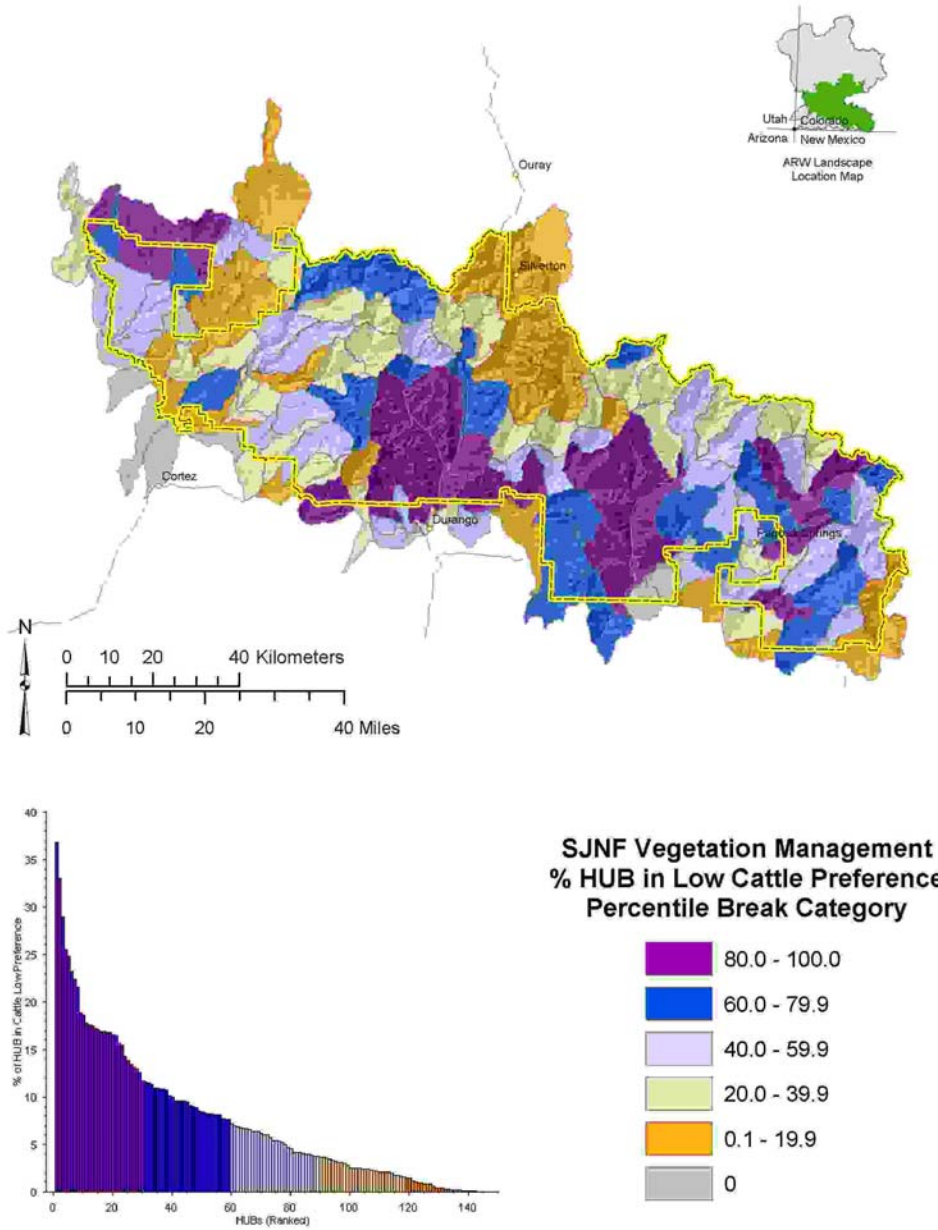 Utah Colorado
Arizona New Mexico
ARW Landscape
Location Map
Ouray
Silverton
Cortez
Durango
Pagosa Springs
N
0 10 20 40 Kilometers
0 10 20 40 Miles
40
35
30
25
20
15
10
5
0
% of HUB in Cattle Low Preference
0 20 40 60 80 100 120 140
HUBs (Ranked)
SJNF Vegetation Management
% HUB in Low Cattle Preference
Percentile Break Category
80.0 - 100.0
60.0 - 79.9
40.0 - 59.9
20.0 - 39.9
0.1 - 19.9
0